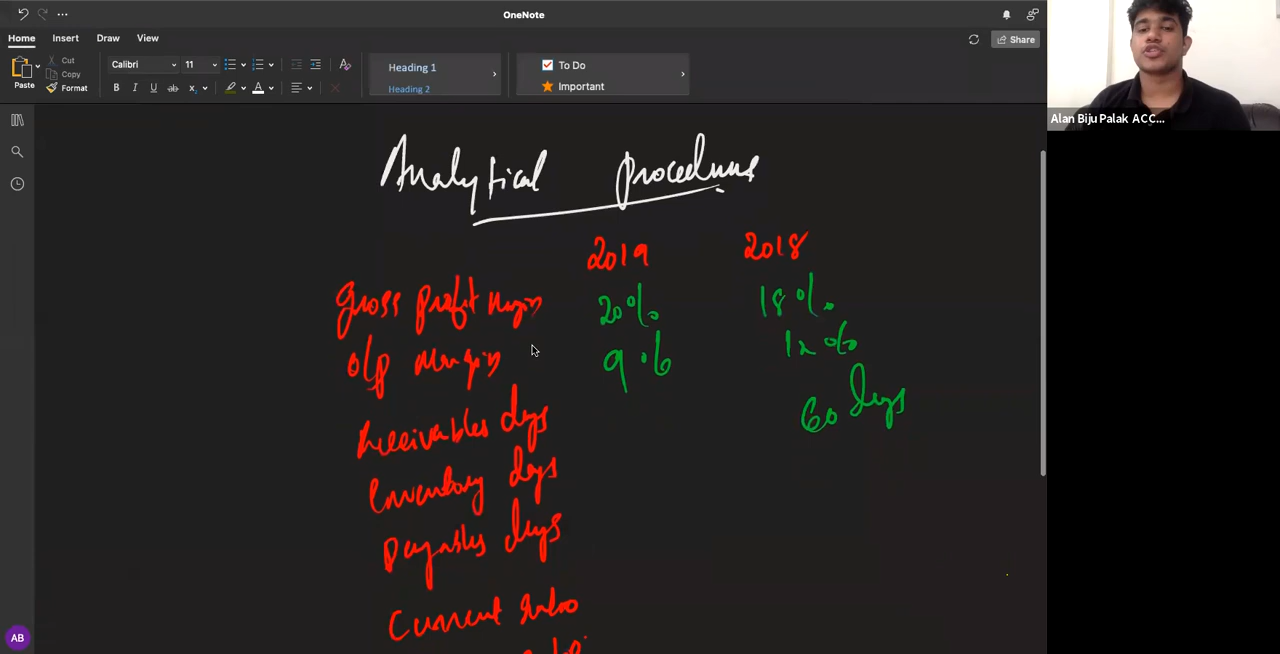 OneNote
Home Insert Draw View
Share
Paste
Cut
Copy
Format
Calibri 11
B I U ab x
A
Heading 1
Heading 2
To Do
Important
Alan Biju Palak ACC...
Analytical procedures
2019 2018
Gross profit margin 20% 18%
o/p margin 9% 12%
Receivables days 60 days
Inventory days
Payables days
Current ratio
AB